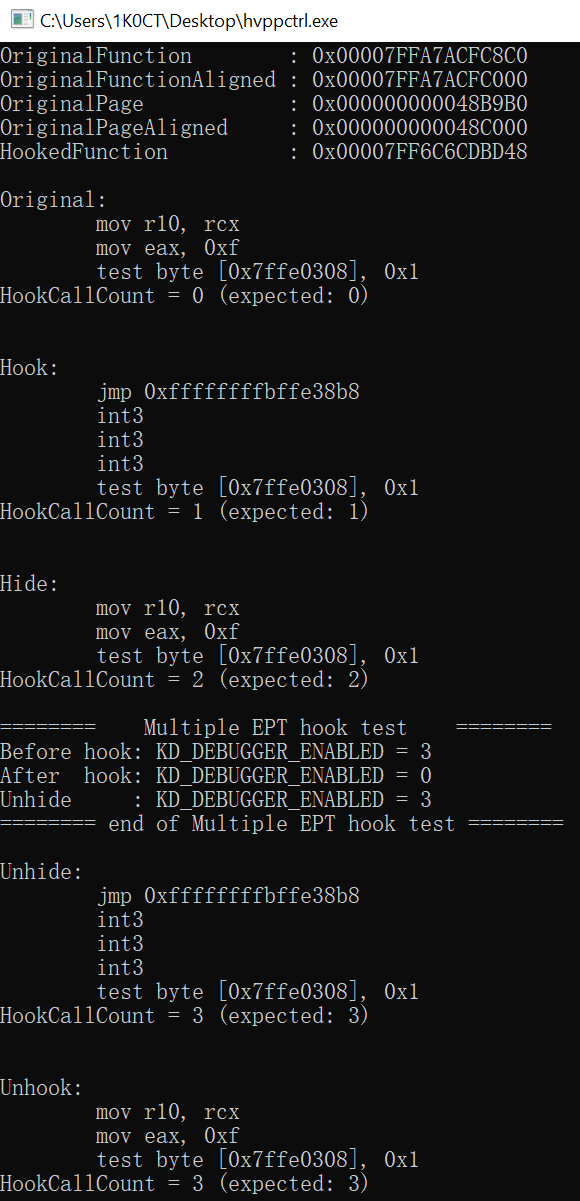 C:\Users\1K0CT\Desktop\hvppctrl.exe
OriginalFunction        : 0x00007FFA7ACFC8C0
OriginalFunctionAligned : 0x00007FFA7ACFC000
OriginalPage            : 0x000000000048B9B0
OriginalPageAligned     : 0x000000000048C000
HookedFunction          : 0x00007FF6C6CDBD48
Original:
        mov r10, rcx
        mov eax, 0xf
        test byte [0x7ffe0308], 0x1
HookCallCount = 0 (expected: 0)
Hook:
        jmp 0xffffffffbffe38b8
        int3
        int3
        int3
        test byte [0x7ffe0308], 0x1
HookCallCount = 1 (expected: 1)
Hide:
        mov r10, rcx
        mov eax, 0xf
        test byte [0x7ffe0308], 0x1
HookCallCount = 2 (expected: 2)
========    Multiple EPT hook test    ========
Before hook: KD_DEBUGGER_ENABLED = 3
After  hook: KD_DEBUGGER_ENABLED = 0
Unhide     : KD_DEBUGGER_ENABLED = 3
======== end of Multiple EPT hook test ========
Unhide:
        jmp 0xffffffffbffe38b8
        int3
        int3
        int3
        test byte [0x7ffe0308], 0x1
HookCallCount = 3 (expected: 3)
Unhook:
        mov r10, rcx
        mov eax, 0xf
        test byte [0x7ffe0308], 0x1
HookCallCount = 3 (expected: 3)